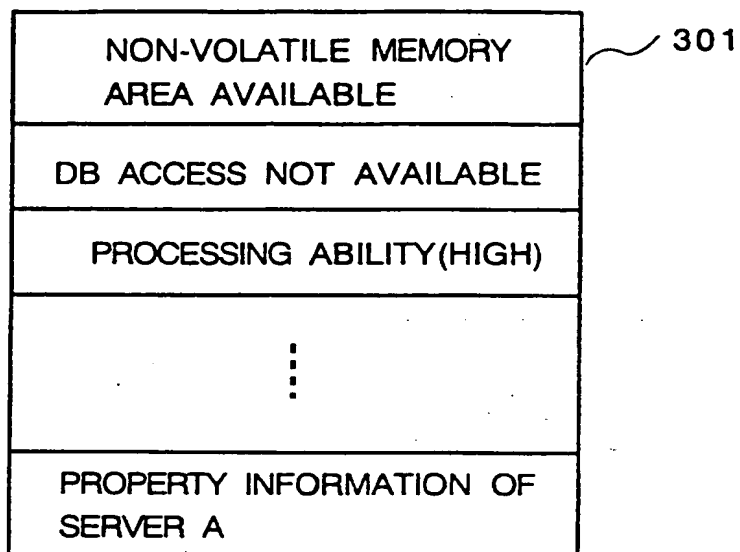 NON-VOLATILE MEMORY
AREA AVAILABLE
301
DB ACCESS NOT AVAILABLE
PROCESSING ABILITY(HIGH)
PROPERTY INFORMATION OF
SERVER A